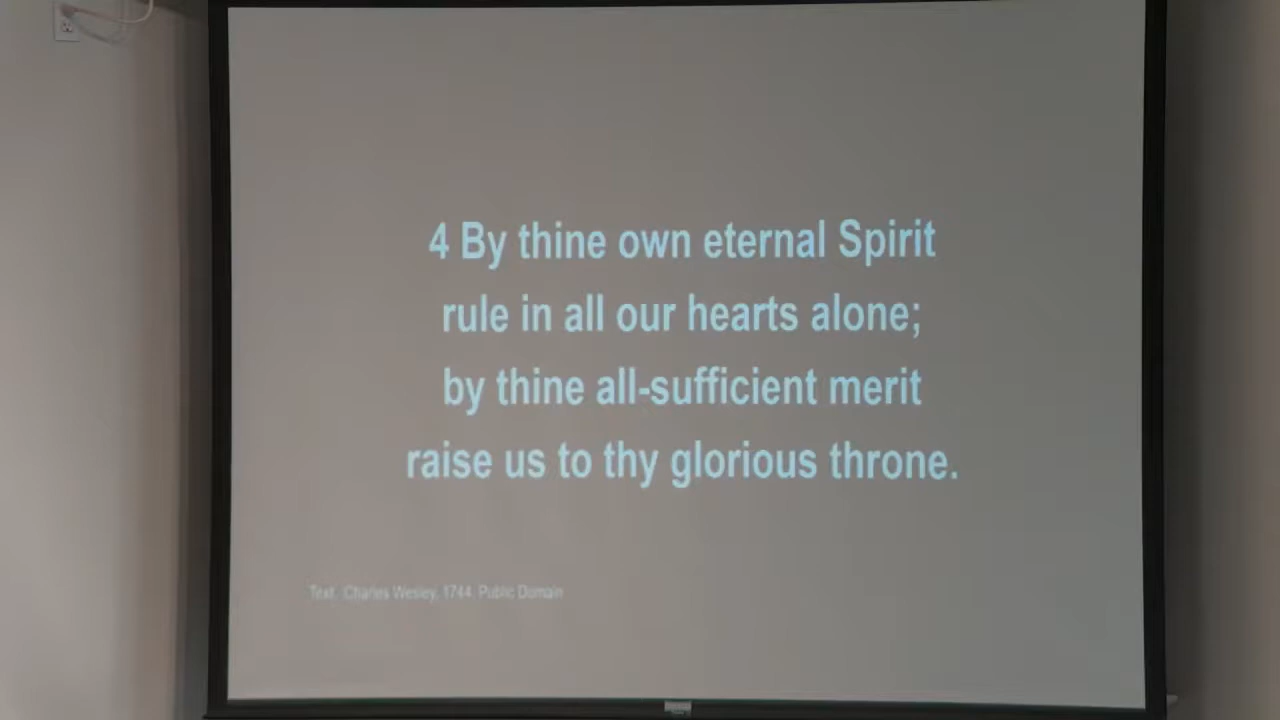 4 By thine own eternal Spirit
rule in all our hearts alone;
by thine all-sufficient merit
raise us to thy glorious throne.
Text: Charles Wesley, 1744. Public Domain